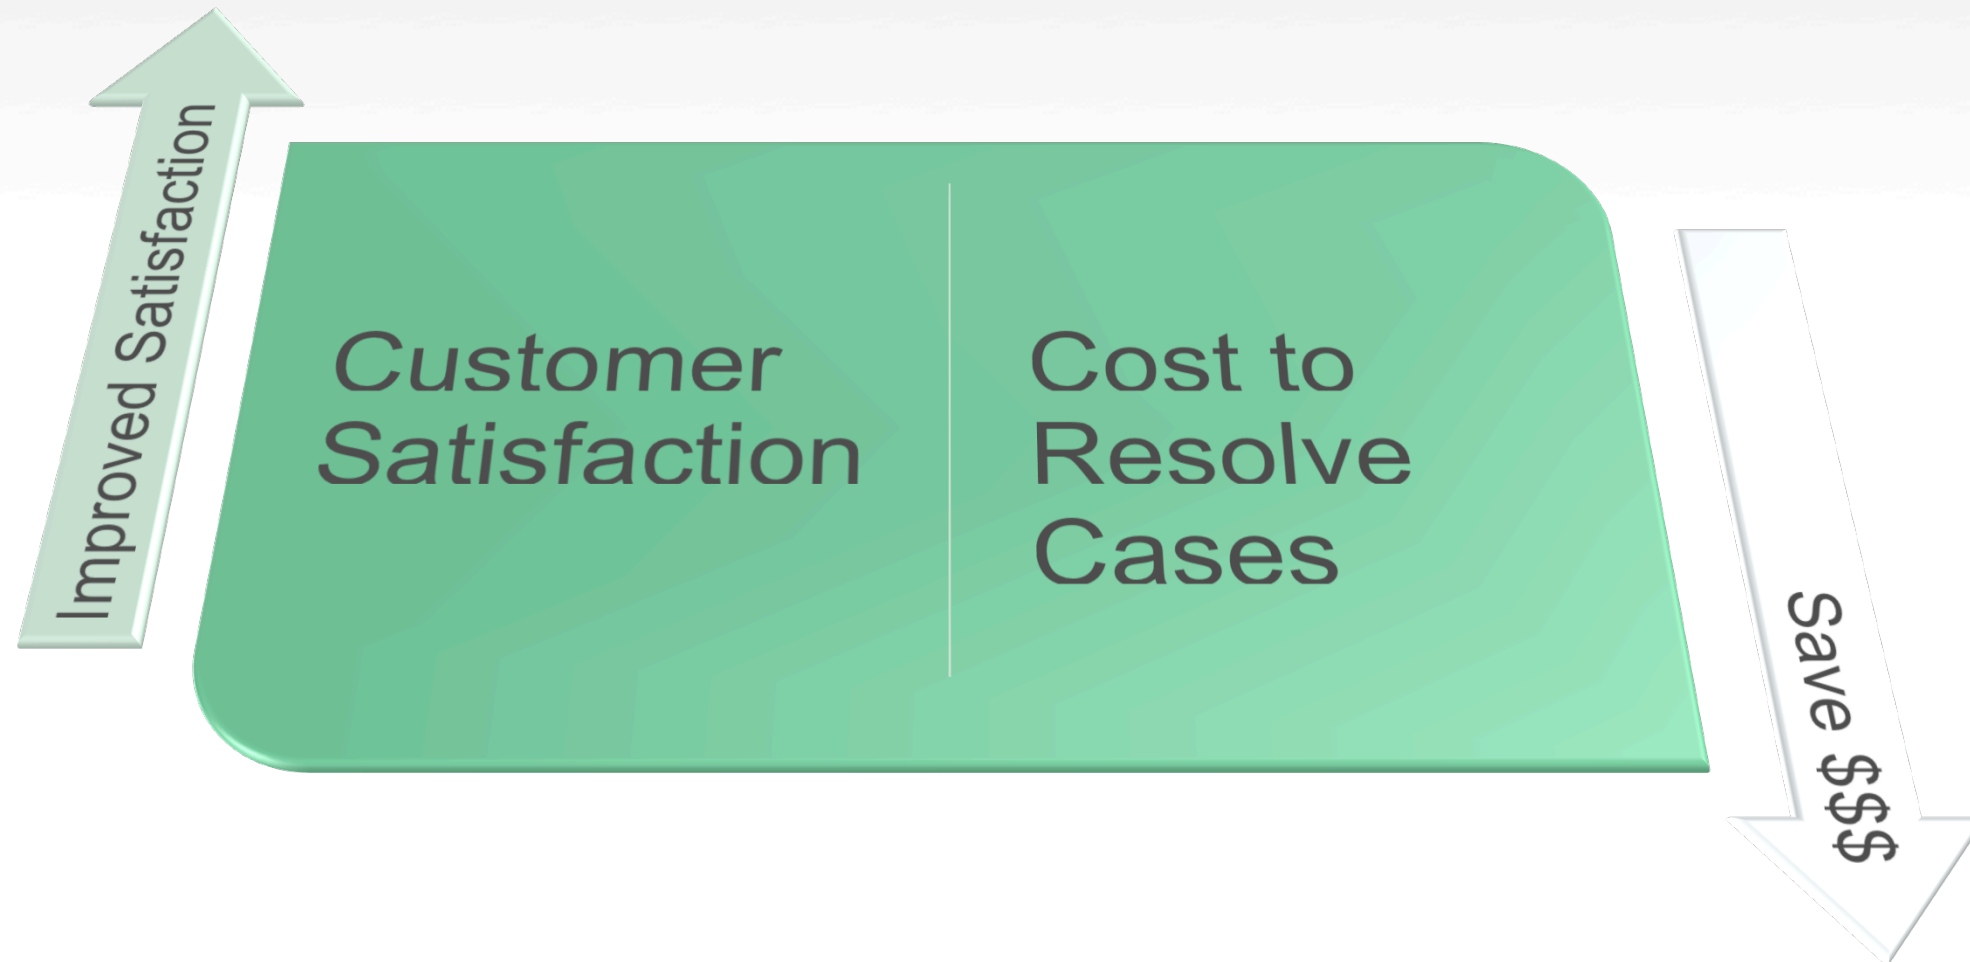 Improved Satisfaction
Customer
Satisfaction
Cost to
Resolve
Cases
Save $$$